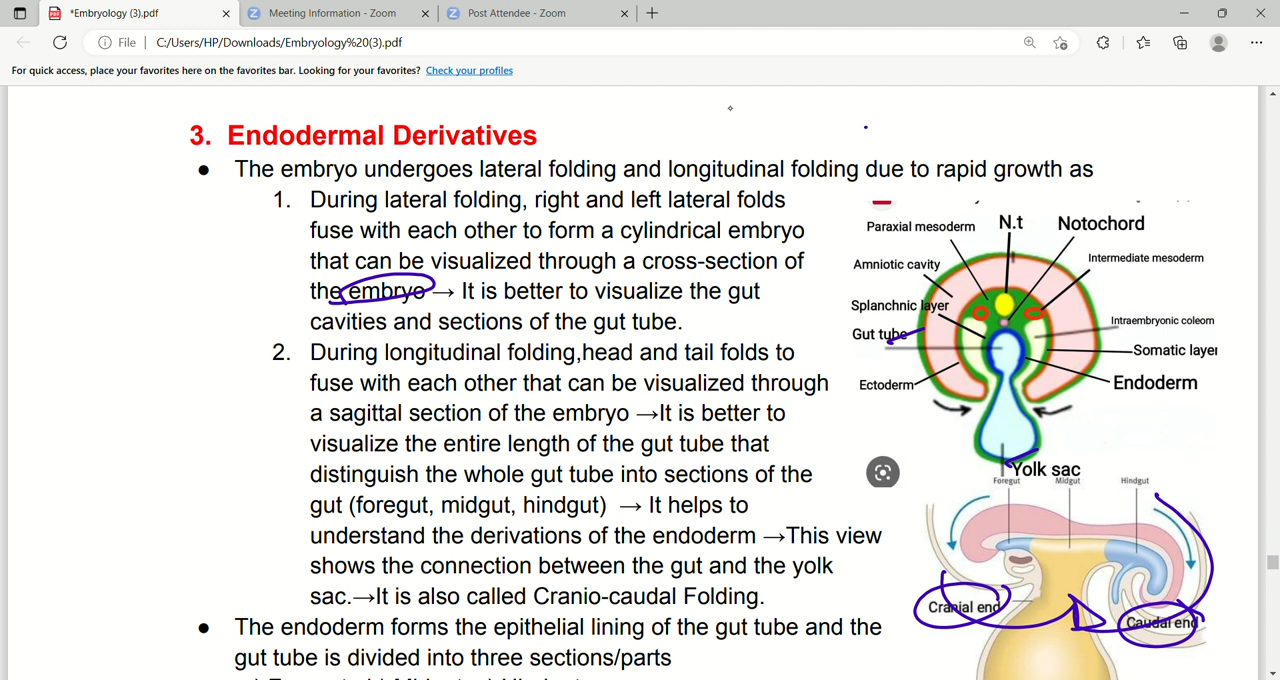 *Embryology (3).pdf
Meeting Information - Zoom
Post Attendee - Zoom
File
C:/Users/HP/Downloads/Embryology%20(3).pdf
For quick access, place your favorites here on the favorites bar. Looking for your favorites? Check your profiles
3. Endodermal Derivatives
● The embryo undergoes lateral folding and longitudinal folding due to rapid growth as
1. During lateral folding, right and left lateral folds
fuse with each other to form a cylindrical embryo
that can be visualized through a cross-section of
the embryo → It is better to visualize the gut
cavities and sections of the gut tube.
2. During longitudinal folding,head and tail folds to
fuse with each other that can be visualized through
a sagittal section of the embryo →It is better to
visualize the entire length of the gut tube that
distinguish the whole gut tube into sections of the
gut (foregut, midgut, hindgut) → It helps to
understand the derivations of the endoderm →This view
shows the connection between the gut and the yolk
sac.→It is also called Cranio-caudal Folding.
● The endoderm forms the epithelial lining of the gut tube and the
gut tube is divided into three sections/parts
Paraxial mesoderm
N.t
Notochord
Amniotic cavity
Intermediate mesoderm
Splanchnic layer
Intraembryonic coleom
Gut tube
Somatic layer
Ectoderm
Endoderm
Yolk sac
Foregut
Midgut
Hindgut
Cranial end
Caudal end